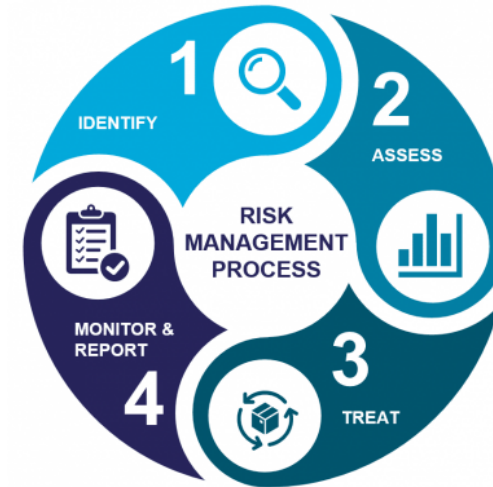 1
IDENTIFY
2
ASSESS
RISK
MANAGEMENT
PROCESS
3
TREAT
MONITOR &
REPORT
4